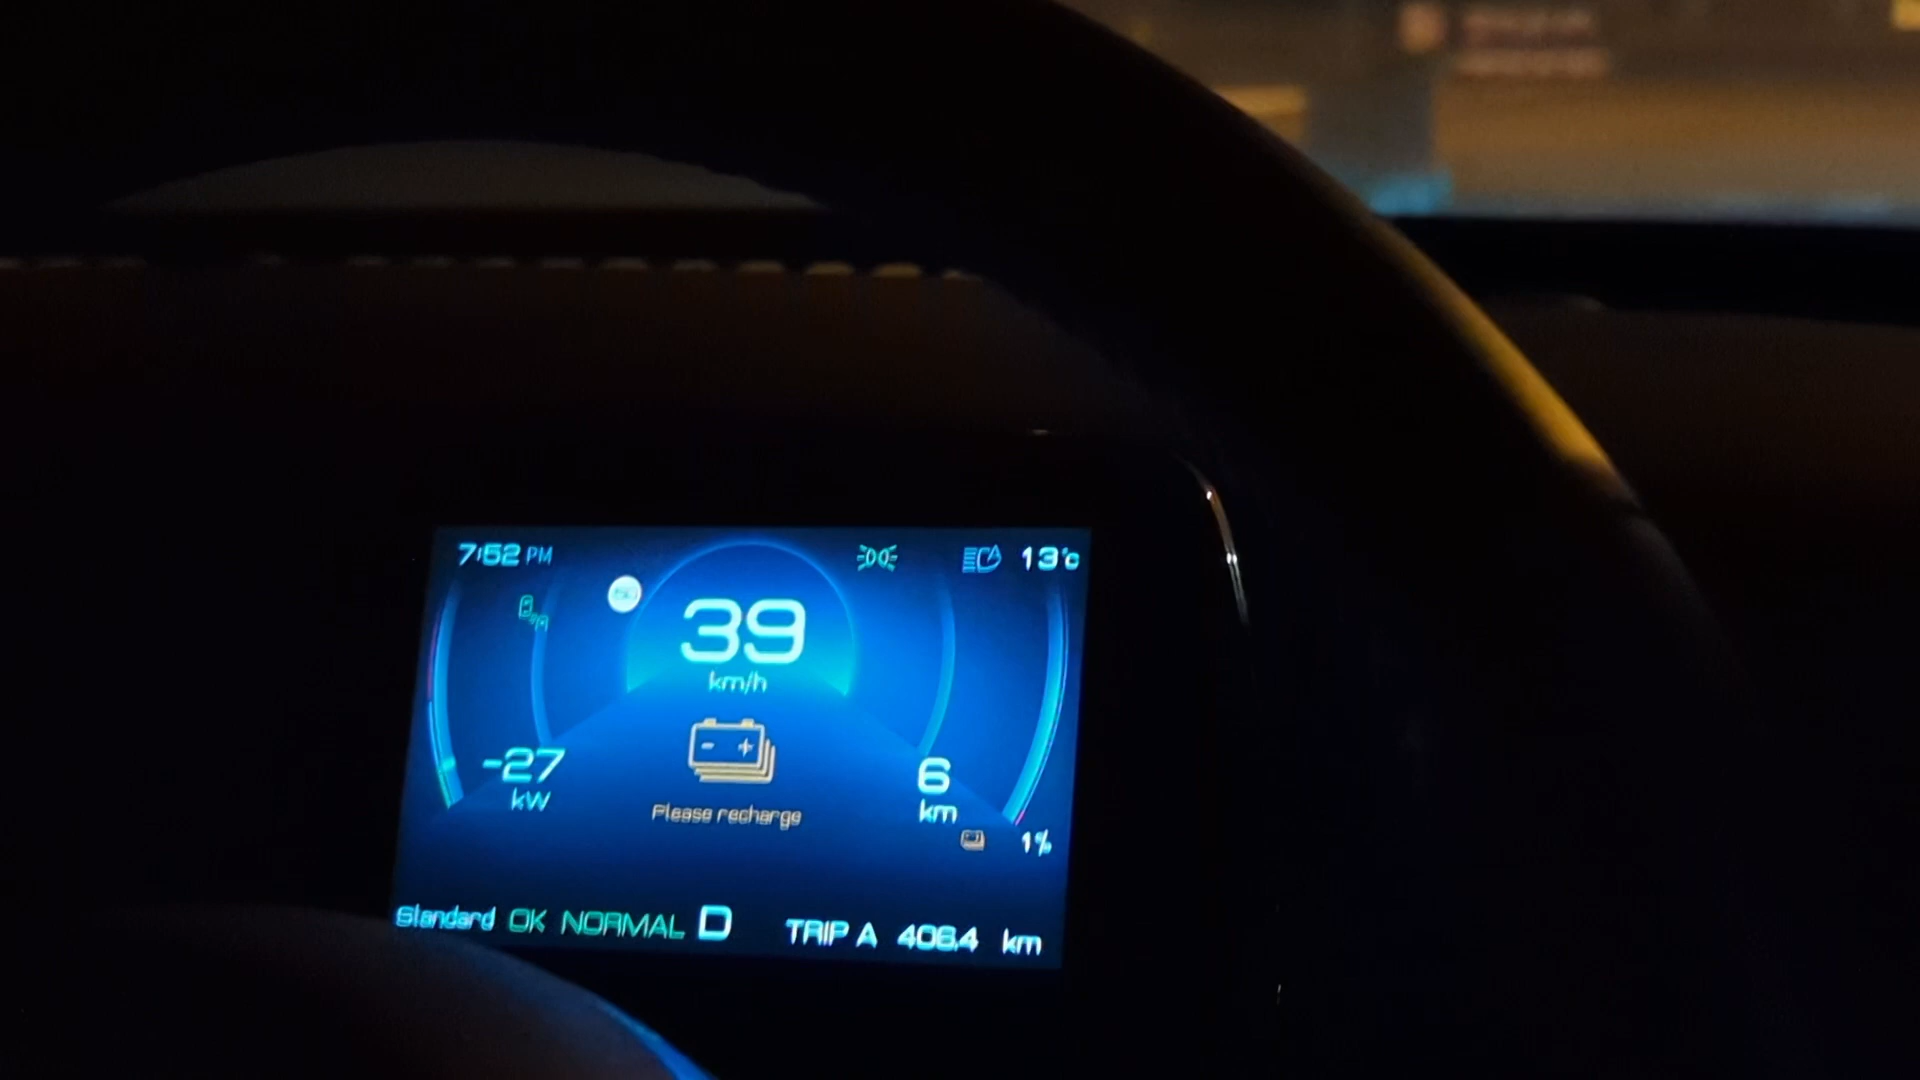 7:52 PM
13°C
39
km/h
-27
kW
6
km
Please recharge
1%
Standard OK NORMAL D TRIP A 406.4 km